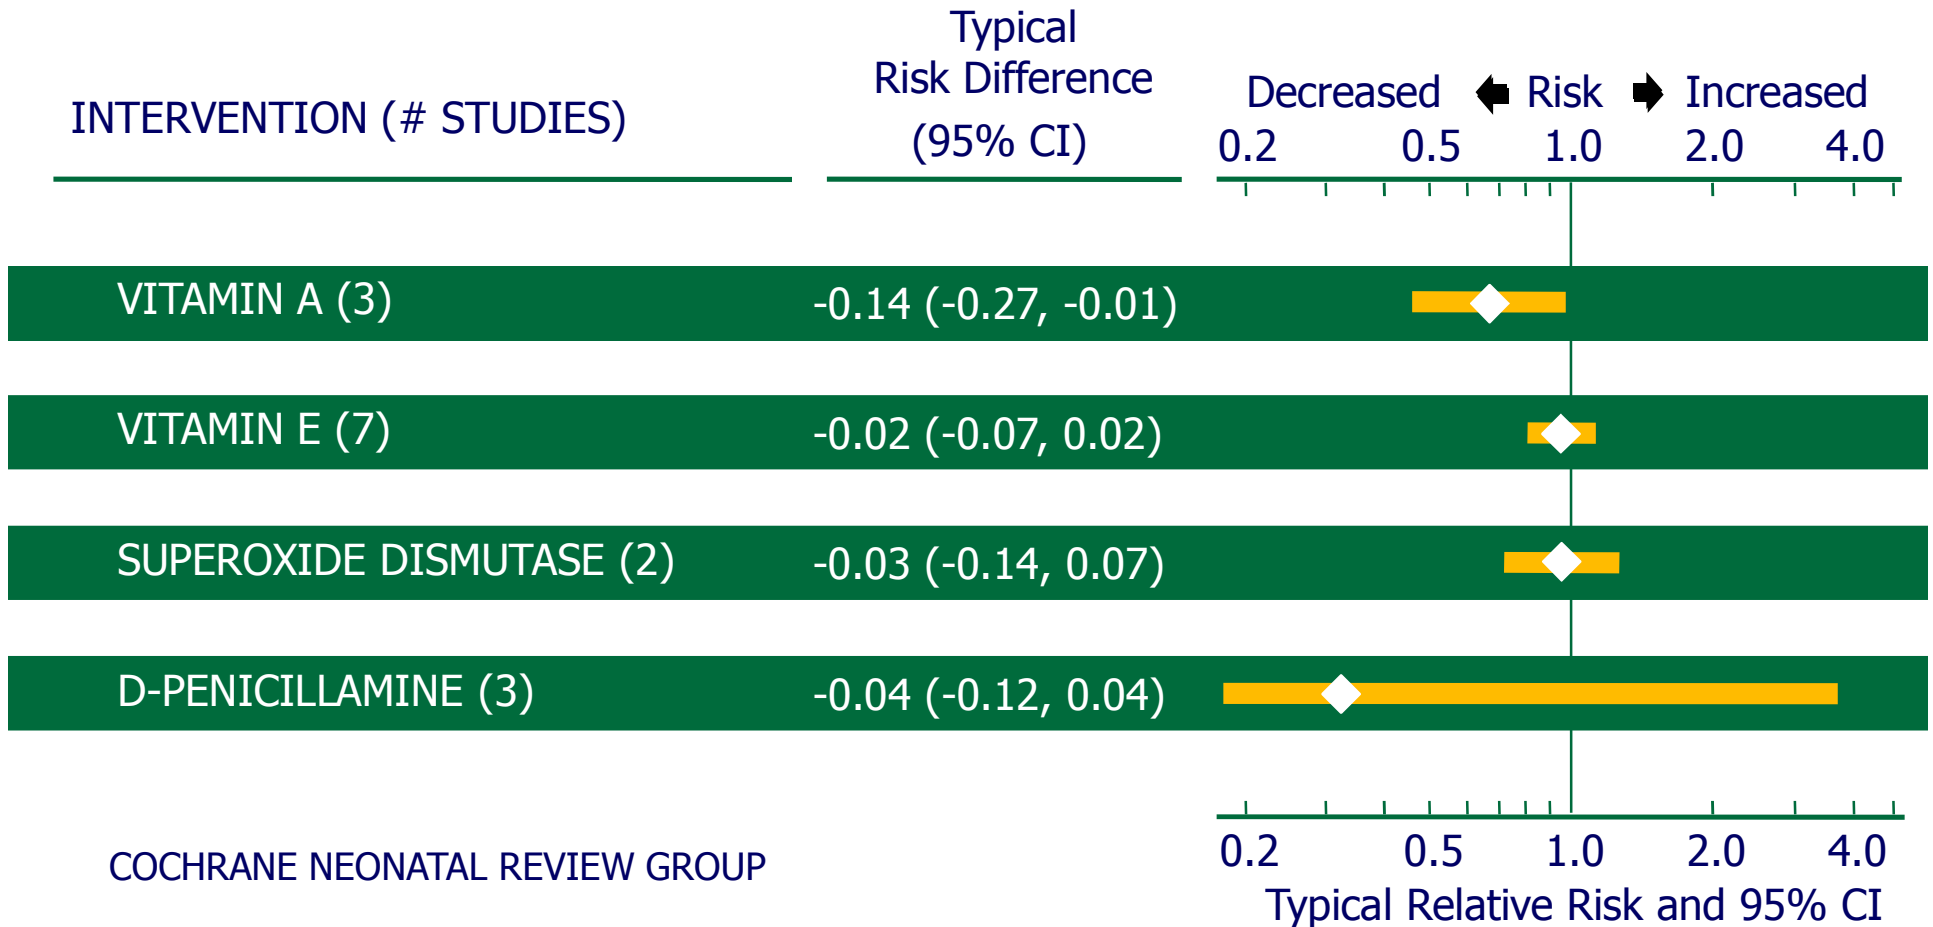 Typical
Risk Difference
(95% CI)
INTERVENTION (# STUDIES)
Decreased Risk Increased
0.2 0.5 1.0 2.0 4.0
VITAMIN A (3) -0.14 (-0.27, -0.01)
VITAMIN E (7) -0.02 (-0.07, 0.02)
SUPEROXIDE DISMUTASE (2) -0.03 (-0.14, 0.07)
D-PENICILLAMINE (3) -0.04 (-0.12, 0.04)
0.2 0.5 1.0 2.0 4.0
COCHRANE NEONATAL REVIEW GROUP
Typical Relative Risk and 95% CI